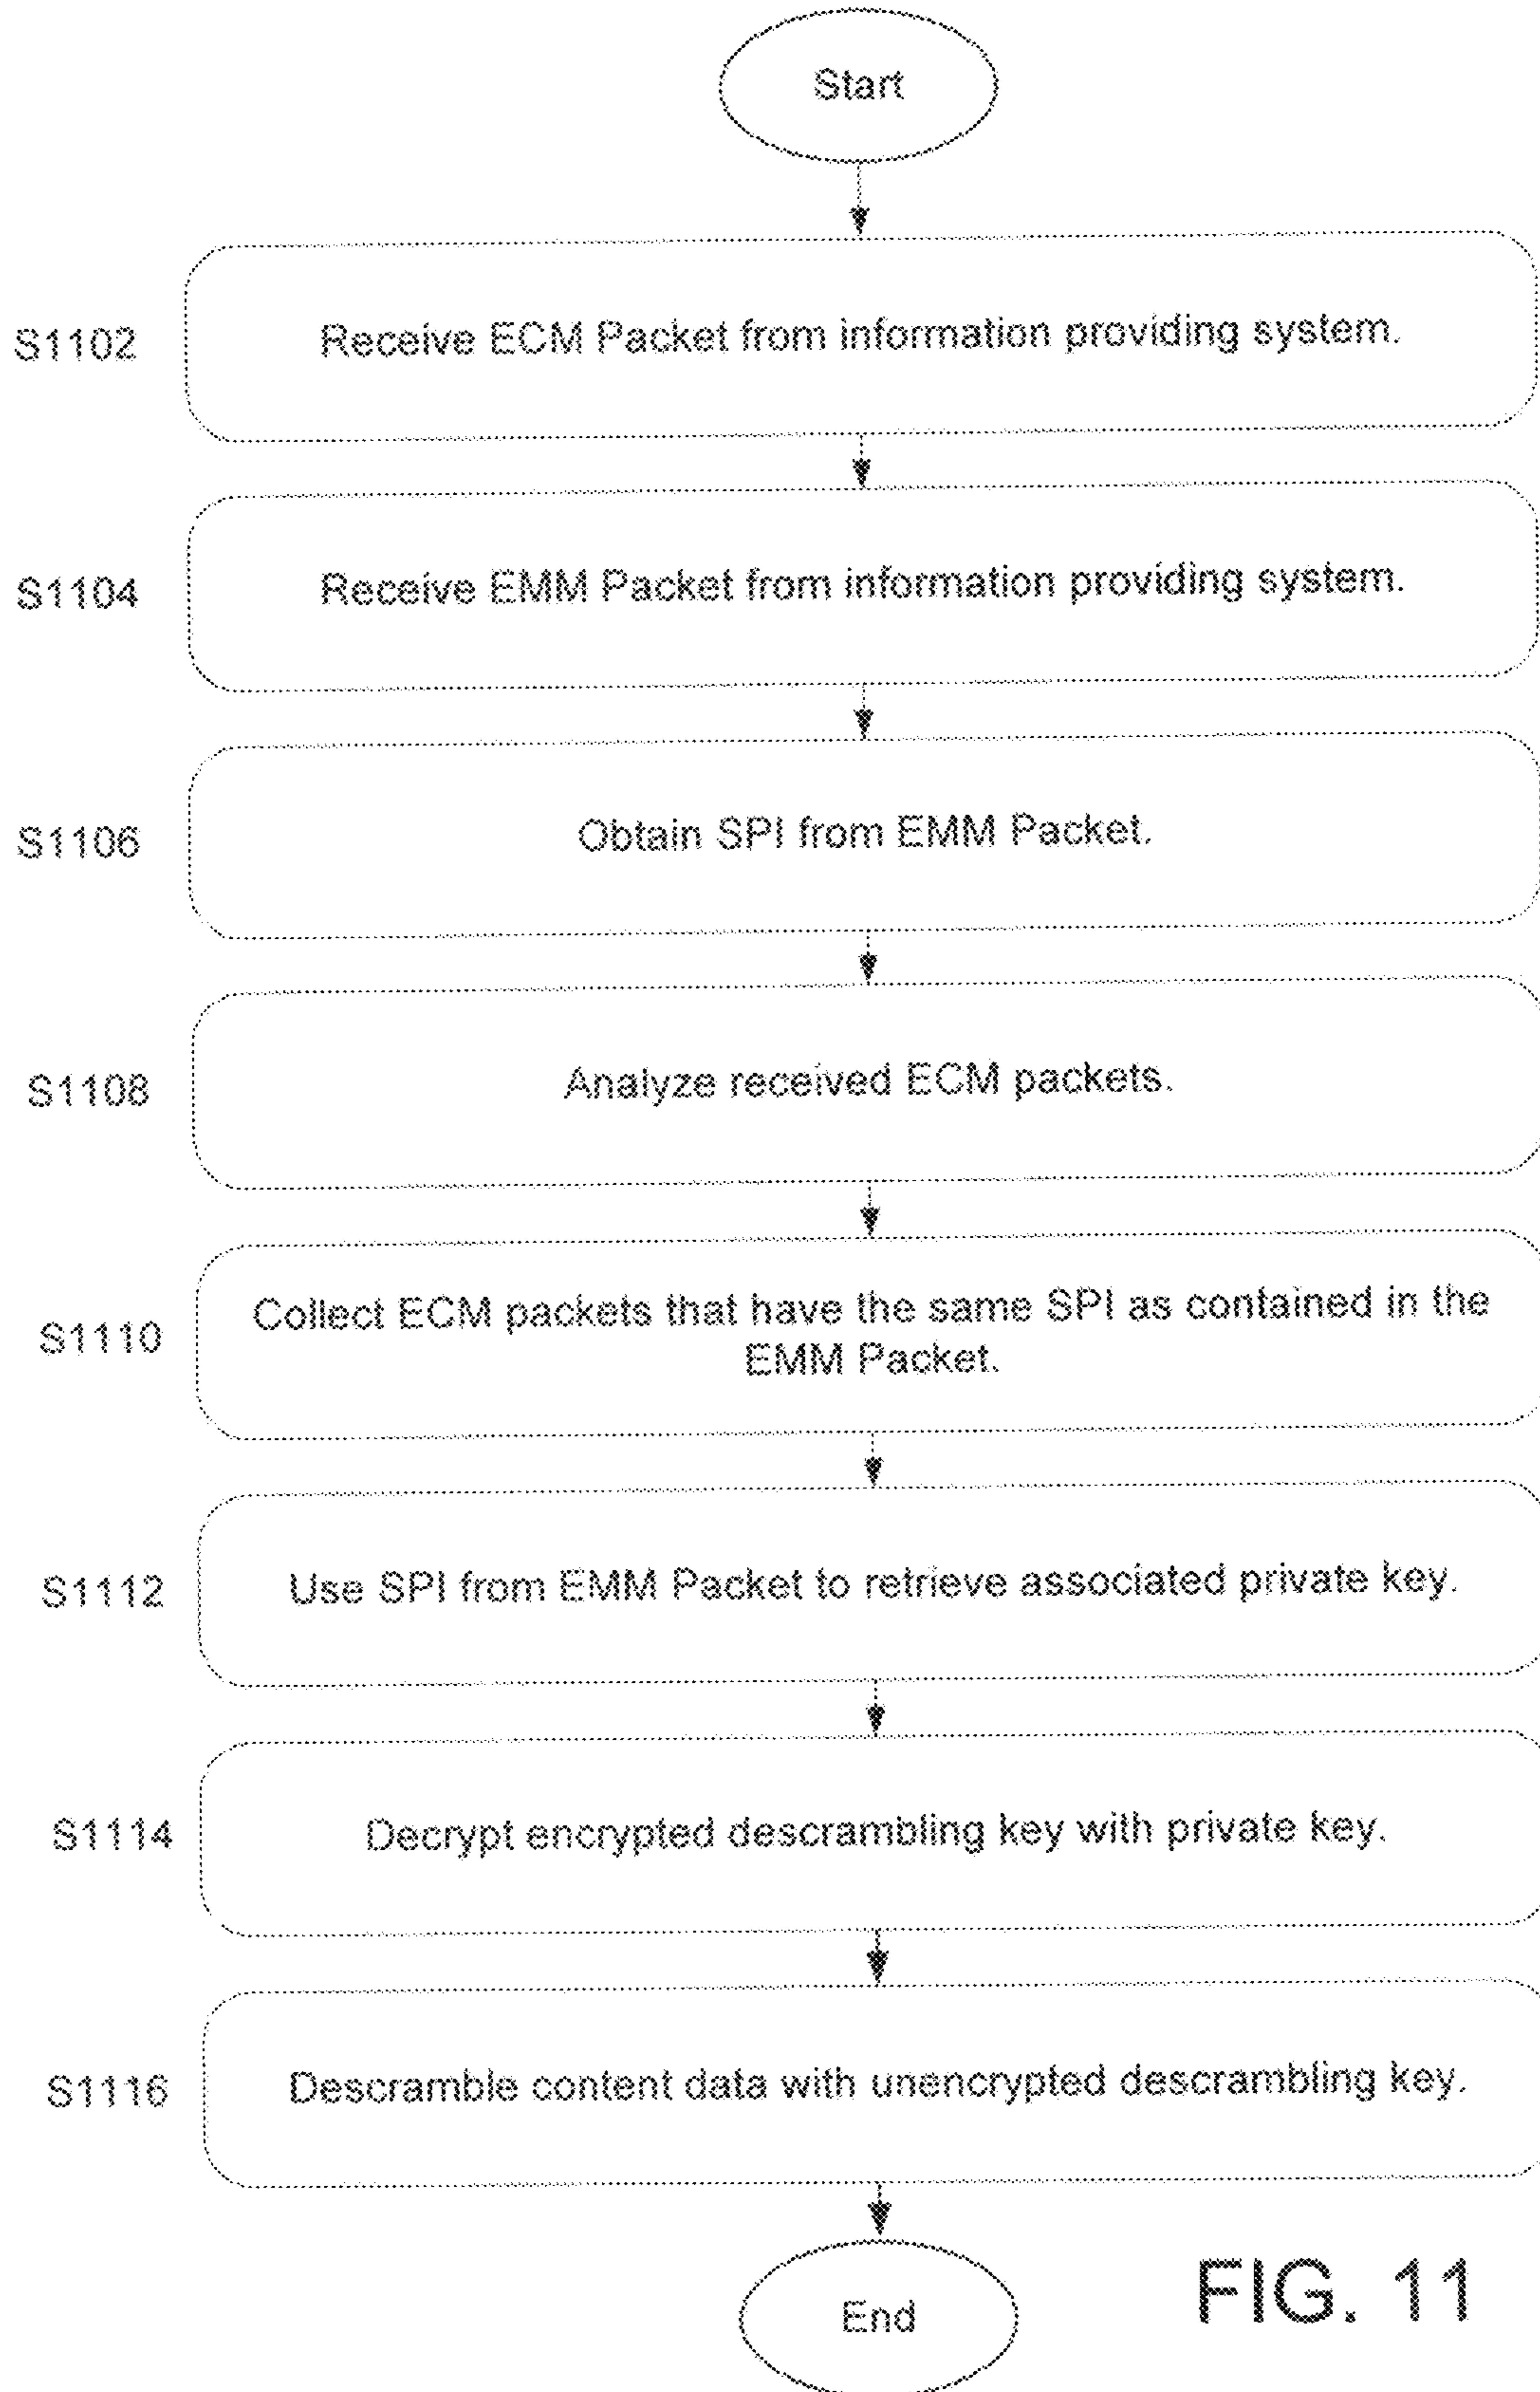 Start
S1102
Receive ECM Packet from information providing system.
S1104
Receive EMM Packet from information providing system.
S1106
Obtain SPI from EMM Packet.
S1108
Analyze received ECM packets.
S1110
Collect ECM packets that have the same SPI as contained in the
EMM Packet.
S1112
Use SPI from EMM Packet to retrieve associated private key.
S1114
Decrypt encrypted descrambling key with private key.
S1116
Descramble content data with unencrypted descrambling key.
End
FIG. 11